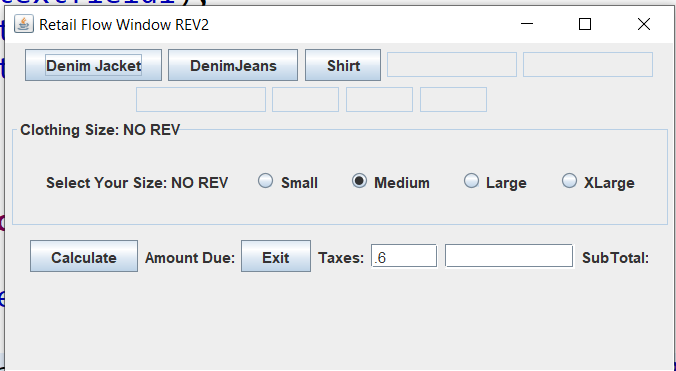 Retail Flow Window REV2
Denim Jacket DenimJeans Shirt
Clothing Size: NO REV
Select Your Size: NO REV Small Medium Large XLarge
Calculate Amount Due: Exit Taxes: .6 SubTotal: